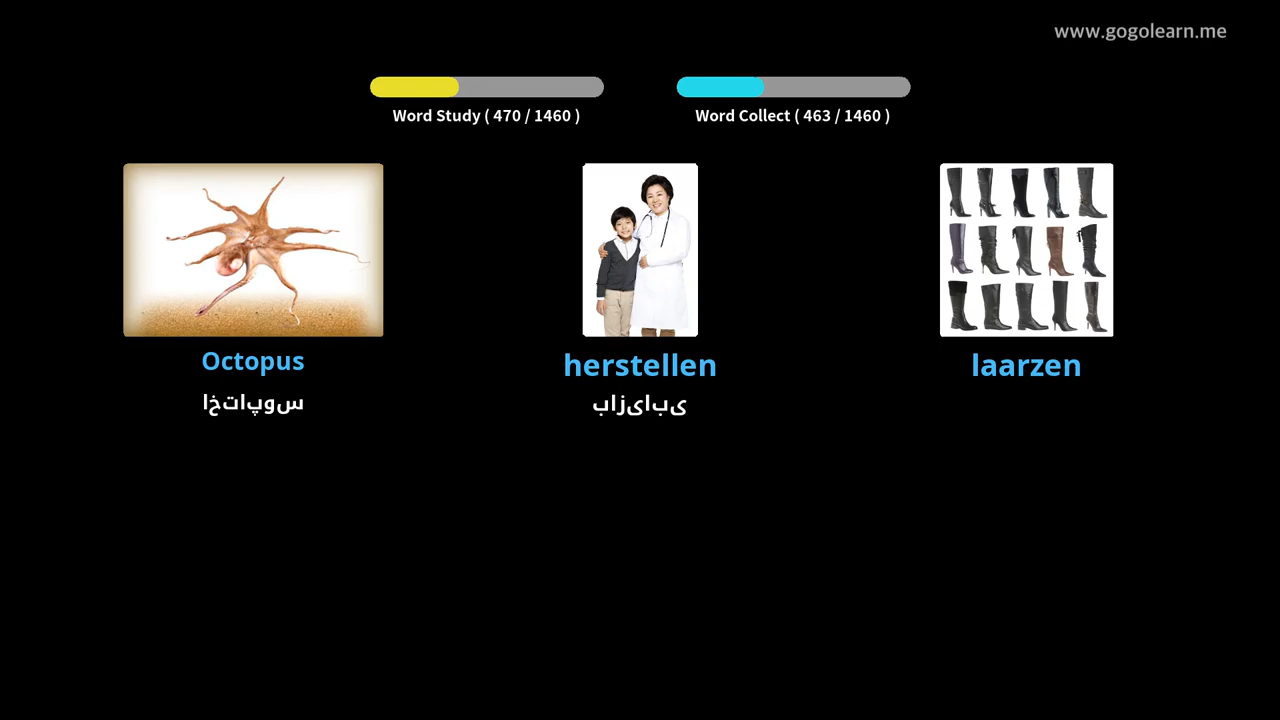 www.gogolearn.me
Word Study ( 470 / 1460 )
Word Collect ( 463 / 1460 )
Octopus
سوپاتخا
herstellen
یبایزاب
laarzen